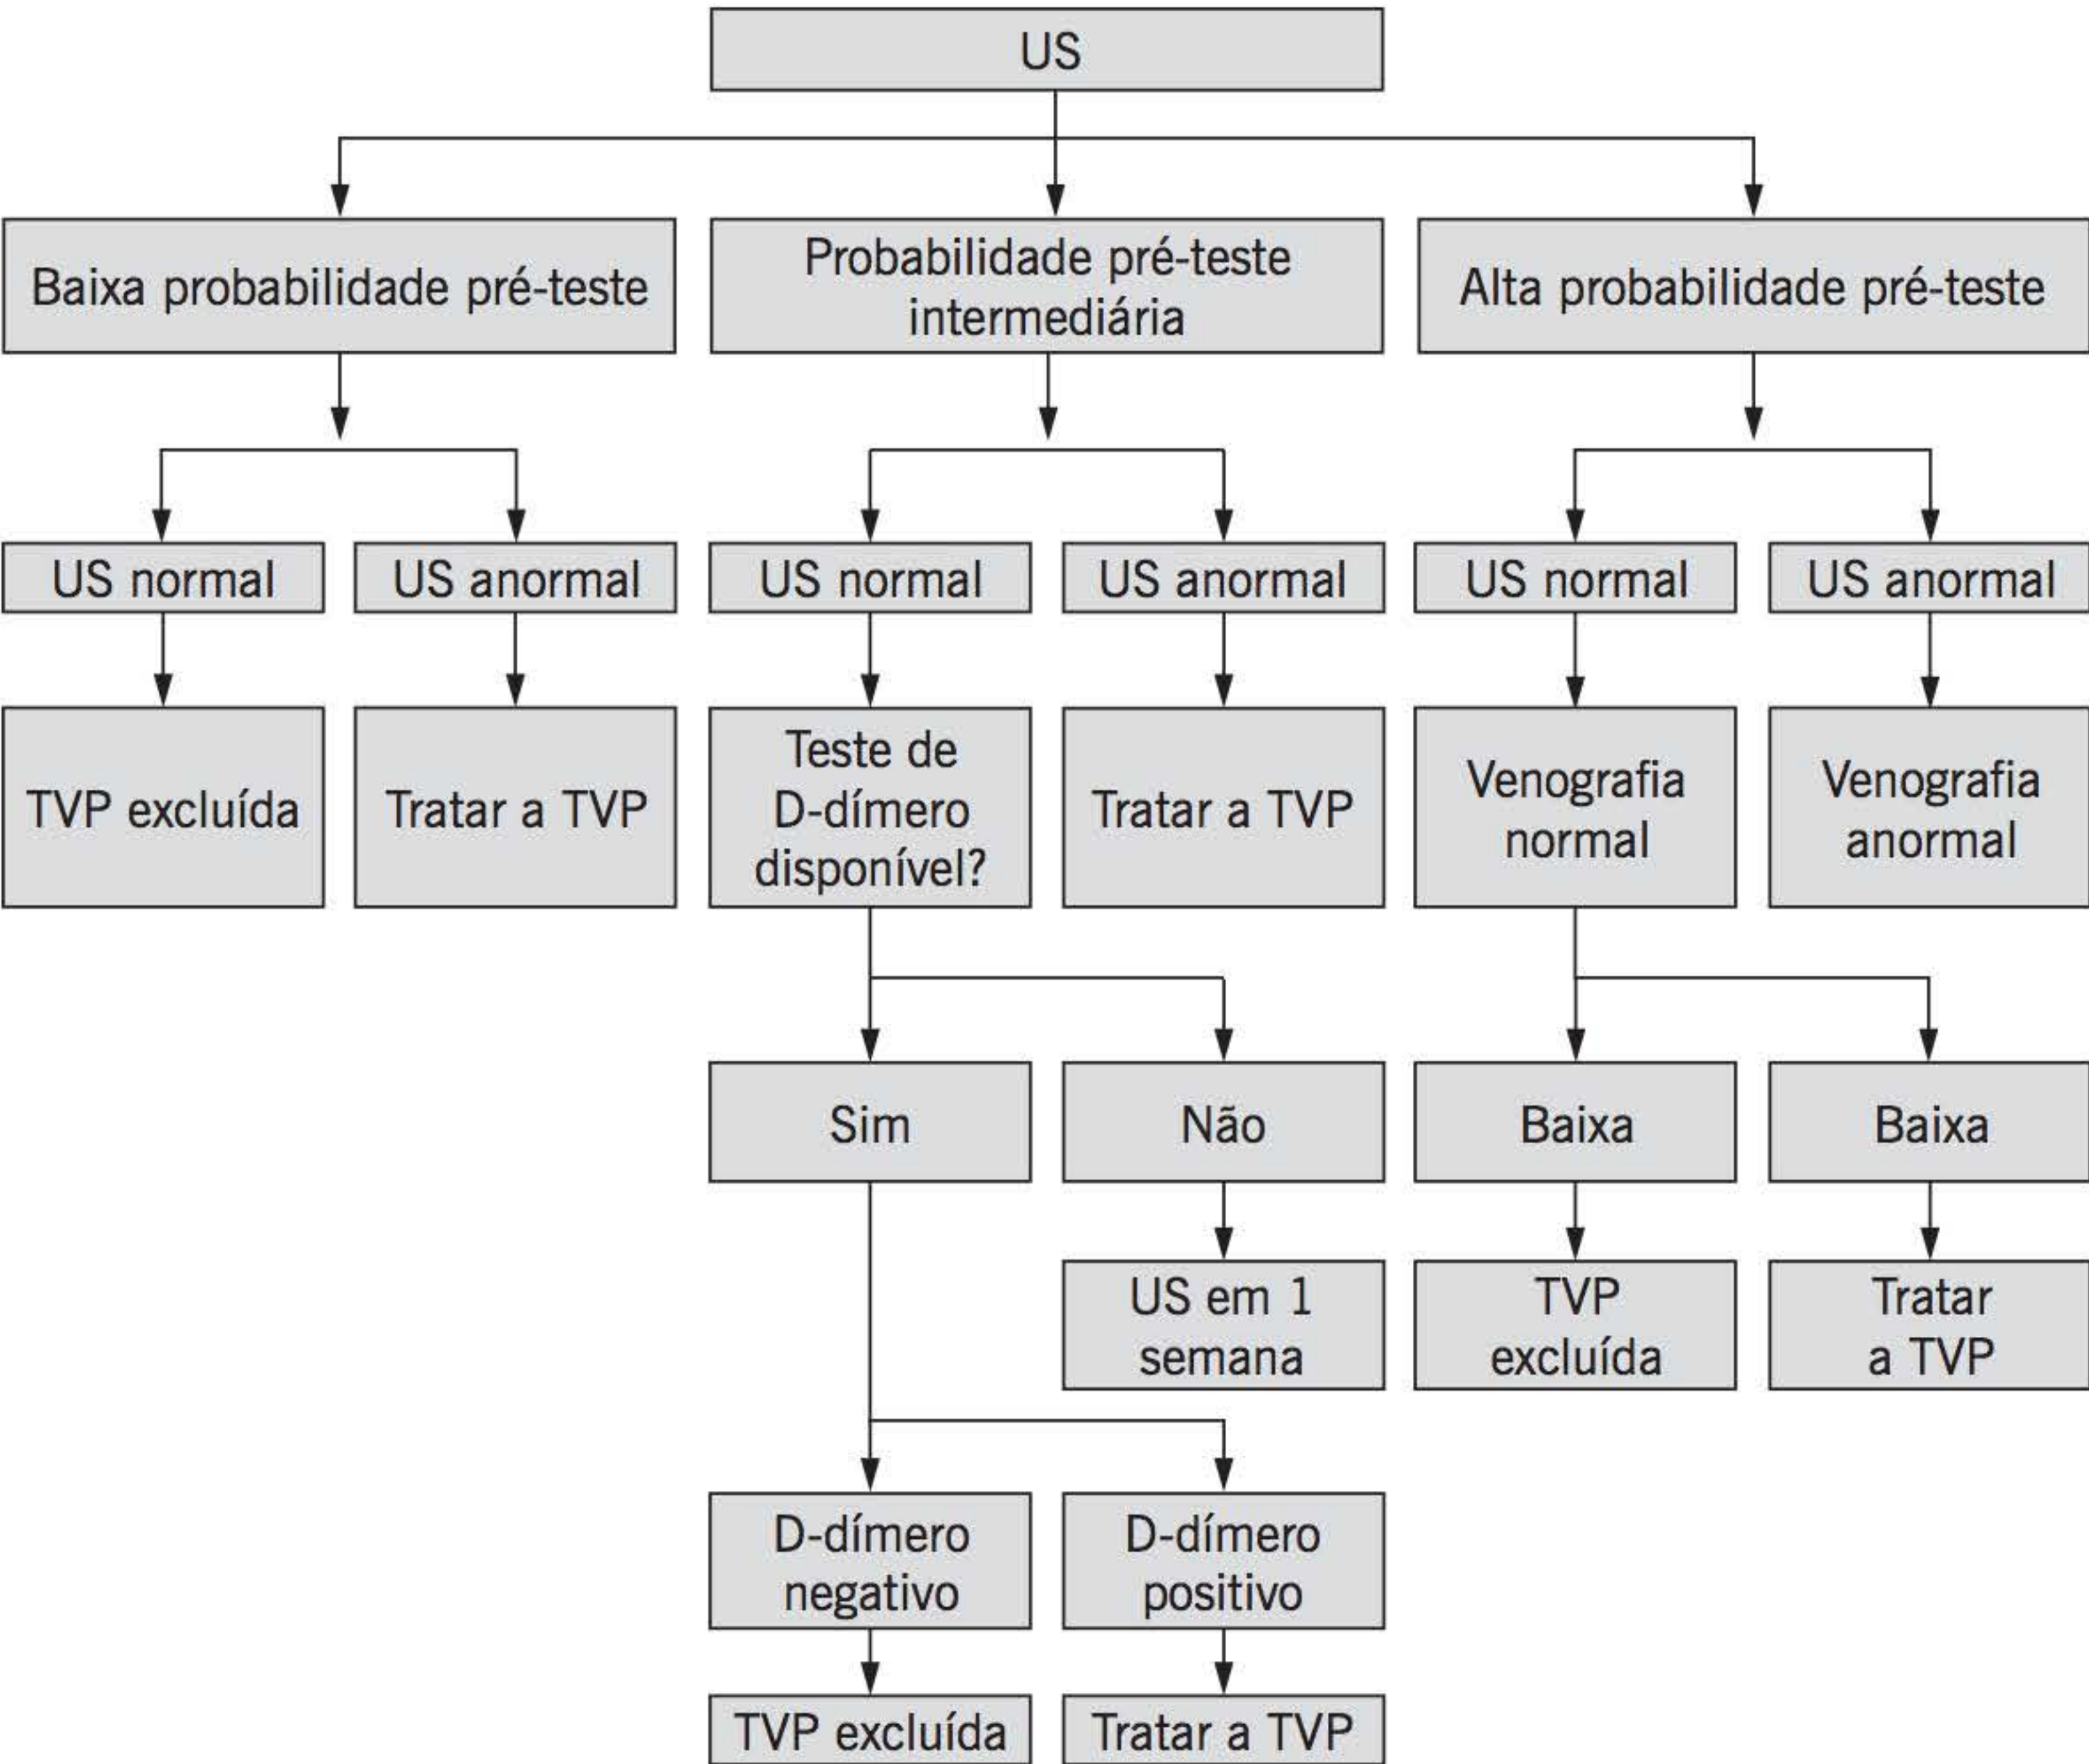 US
Baixa probabilidade pré-teste
Probabilidade pré-teste
intermediária
Alta probabilidade pré-teste
US normal
US anormal
US normal
US anormal
US normal
US anormal
TVP excluída
Tratar a TVP
Teste de
D-dímero
disponível?
Tratar a TVP
Venografia
normal
Venografia
anormal
Sim
Não
Baixa
Baixa
US em 1
semana
TVP
excluída
Tratar
a TVP
D-dímero
negativo
D-dímero
positivo
TVP excluída
Tratar a TVP